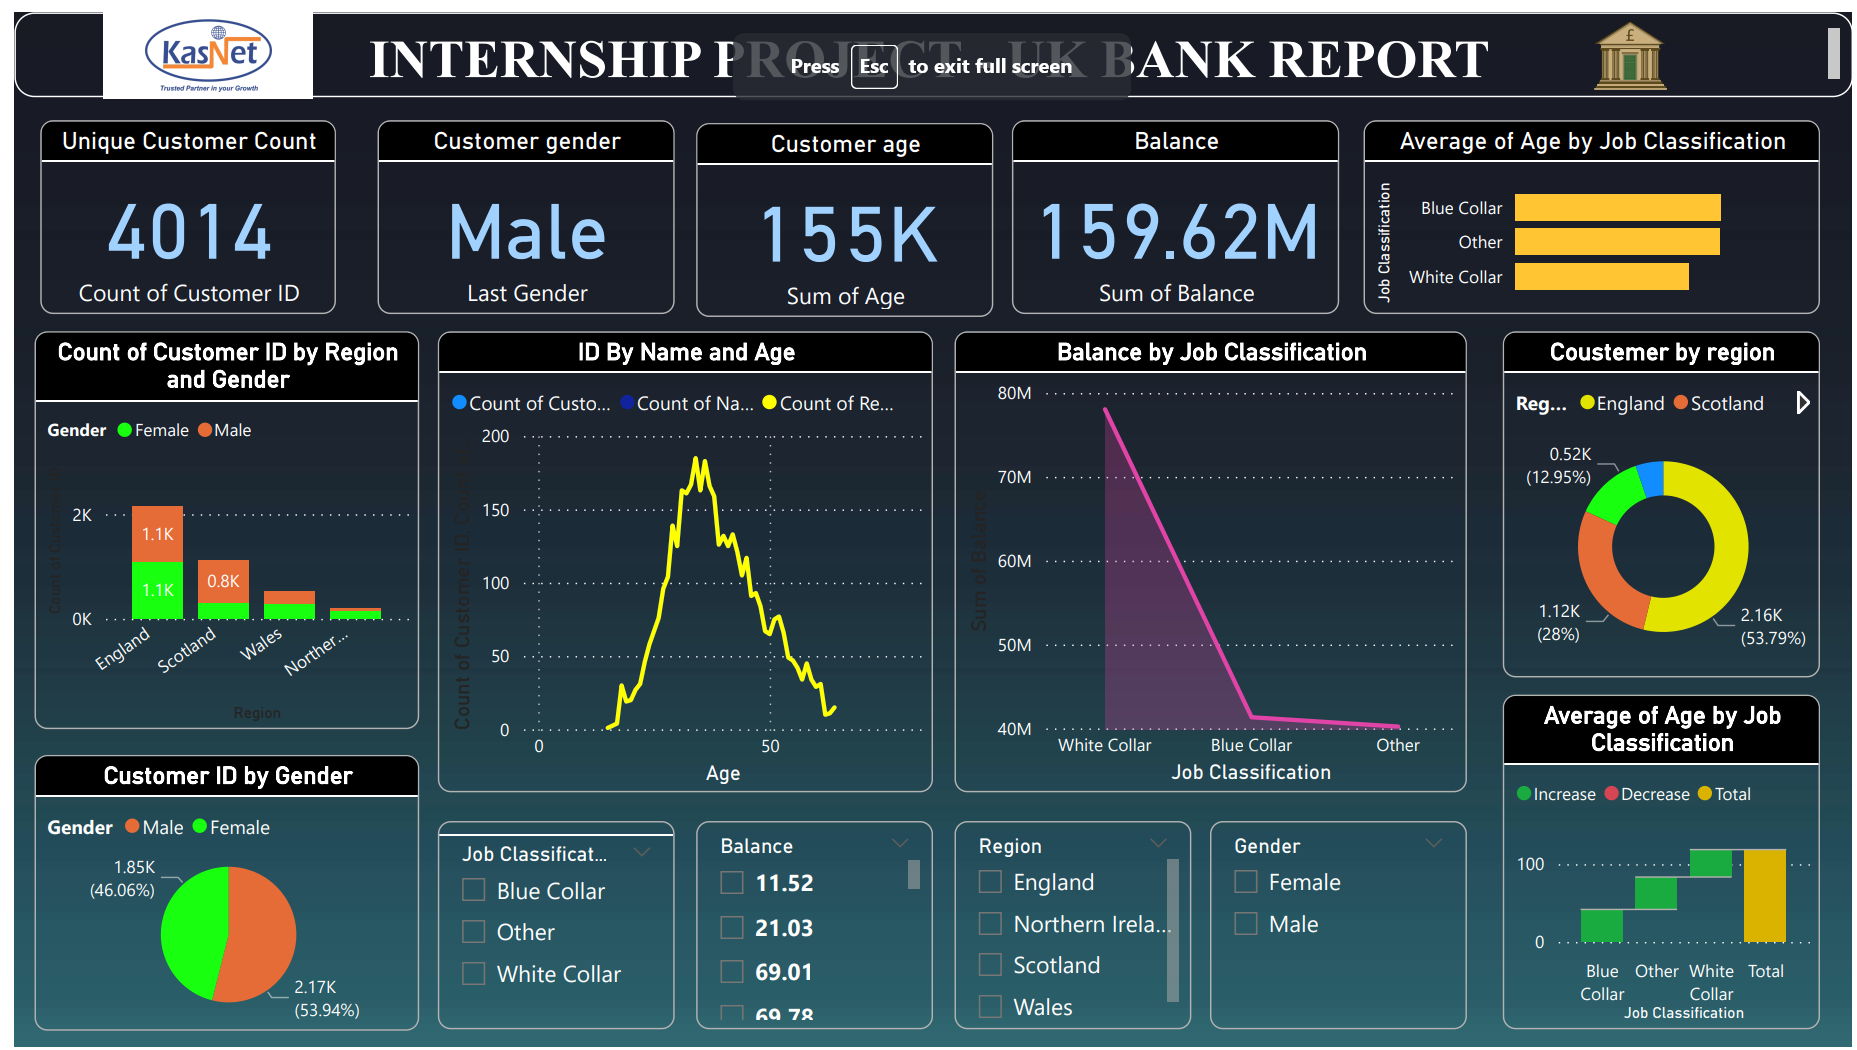 KasNet
Trusted Partner in your Growth
INTERNSHIP PROJECT - UK BANK REPORT
Press Esc to exit full screen
£
Unique Customer Count
4014
Count of Customer ID
Customer gender
Male
Last Gender
Customer age
155K
Sum of Age
Balance
159.62M
Sum of Balance
Average of Age by Job Classification
Job Classification
Blue Collar
Other
White Collar
Count of Customer ID by Region
and Gender
Gender Female Male
Count of Customer ID
2K
0K
1.1K
1.1K
0.8K
England
Scotland
Wales
Norther...
Region
ID By Name and Age
Count of Custo... Count of Na... Count of Re...
200
150
100
50
0
0 50
Age
Balance by Job Classification
Sum of Balance
80M
70M
60M
50M
40M
White Collar Blue Collar Other
Job Classification
Coustemer by region
Reg... England Scotland
0.52K
(12.95%)
1.12K
(28%)
2.16K
(53.79%)
Customer ID by Gender
Gender Male Female
1.85K
(46.06%)
2.17K
(53.94%)
Job Classificat...
Blue Collar
Other
White Collar
Balance
11.52
21.03
69.01
69.78
Region
England
Northern Irela...
Scotland
Wales
Gender
Female
Male
Average of Age by Job
Classification
Increase Decrease Total
100
0
Blue
Collar
Other
White
Collar
Total
Job Classification